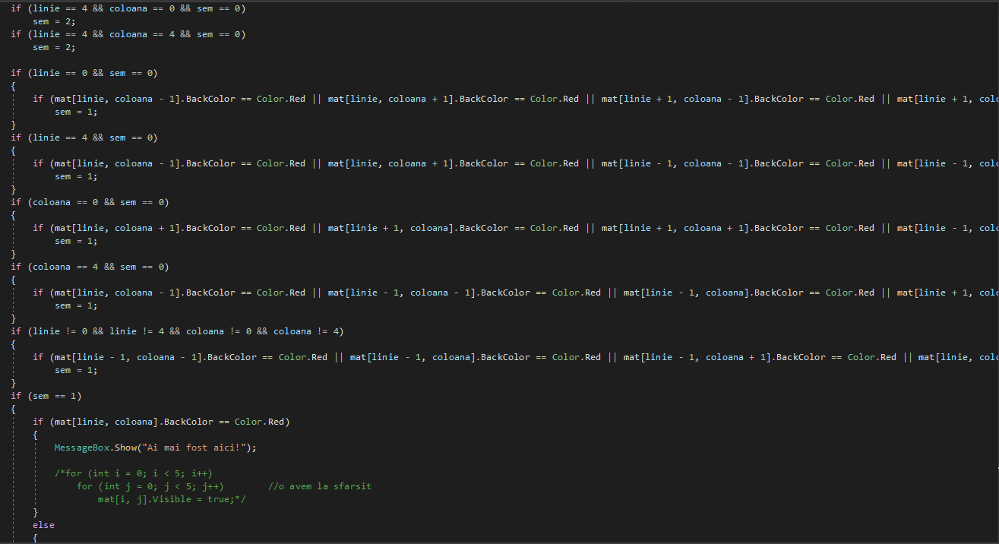 if (linie == 4 && coloana == 0 && sem == 0)
    sem = 2;
if (linie == 4 && coloana == 4 && sem == 0)
    sem = 2;

if (linie == 0 && sem == 0)
{
    if (mat[linie, coloana - 1].BackColor == Color.Red || mat[linie, coloana + 1].BackColor == Color.Red || mat[linie + 1, coloana - 1].BackColor == Color.Red || mat[linie + 1, colo
        sem = 1;
}
if (linie == 4 && sem == 0)
{
    if (mat[linie, coloana - 1].BackColor == Color.Red || mat[linie, coloana + 1].BackColor == Color.Red || mat[linie - 1, coloana - 1].BackColor == Color.Red || mat[linie - 1, colo
        sem = 1;
}
if (coloana == 0 && sem == 0)
{
    if (mat[linie, coloana + 1].BackColor == Color.Red || mat[linie + 1, coloana].BackColor == Color.Red || mat[linie + 1, coloana + 1].BackColor == Color.Red || mat[linie - 1, colo
        sem = 1;
}
if (coloana == 4 && sem == 0)
{
    if (mat[linie, coloana - 1].BackColor == Color.Red || mat[linie - 1, coloana - 1].BackColor == Color.Red || mat[linie - 1, coloana].BackColor == Color.Red || mat[linie + 1, colo
        sem = 1;
}
if (linie != 0 && linie != 4 && coloana != 0 && coloana != 4)
{
    if (mat[linie - 1, coloana - 1].BackColor == Color.Red || mat[linie - 1, coloana].BackColor == Color.Red || mat[linie - 1, coloana + 1].BackColor == Color.Red || mat[linie, colo
        sem = 1;
}
if (sem == 1)
{
    if (mat[linie, coloana].BackColor == Color.Red)
    {
        MessageBox.Show("Ai mai fost aici!");

        /*for (int i = 0; i < 5; i++)
            for (int j = 0; j < 5; j++)        //o avem la sfarsit
                mat[i, j].Visible = true;*/
    }
    else
    {